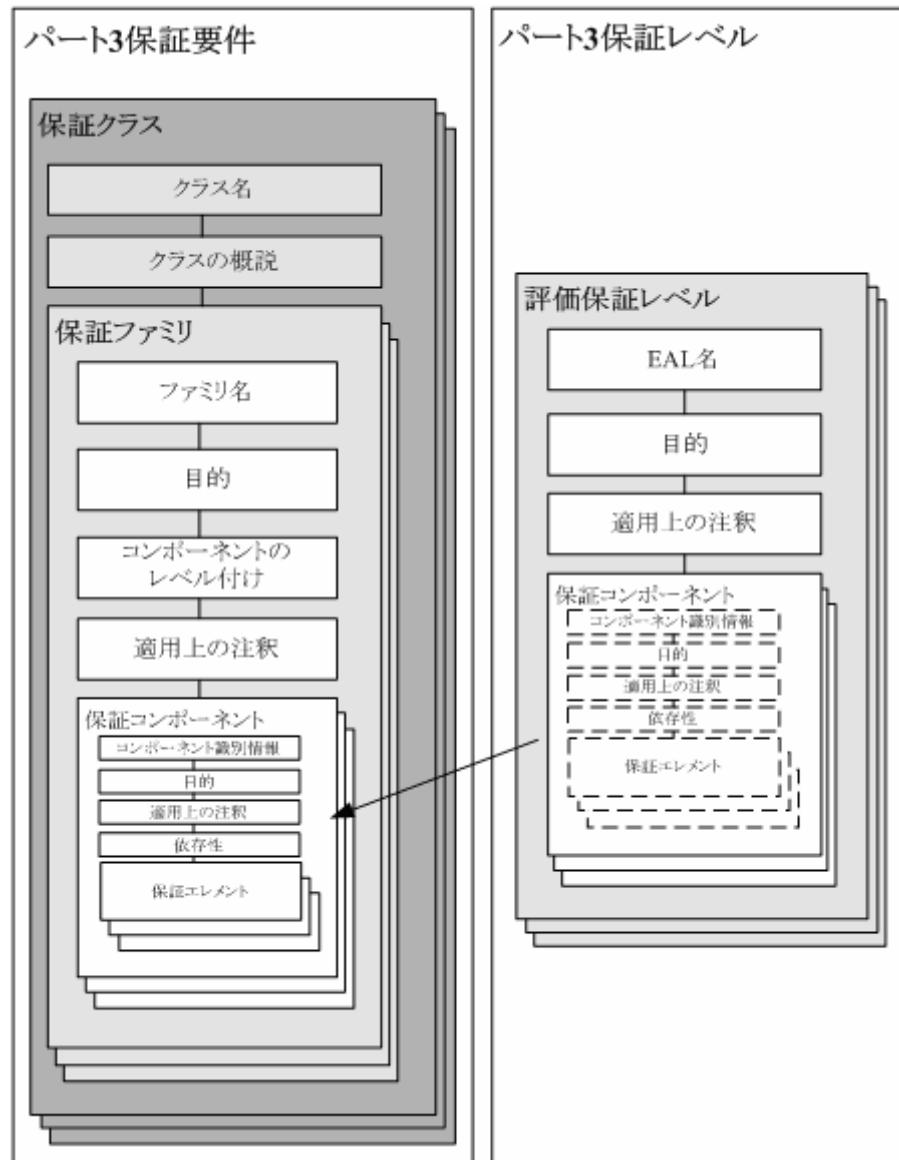 パート3保証要件
保証クラス
クラス名
クラスの概説
保証ファミリ
ファミリ名
目的
コンポーネントの
レベル付け
適用上の注釈
保証コンポーネント
コンポーネント識別情報
目的
適用上の注釈
依存性
保証エレメント
パート3保証レベル
評価保証レベル
EAL名
目的
適用上の注釈
保証コンポーネント
コンポーネント識別情報
目的
適用上の注釈
依存性
保証エレメント